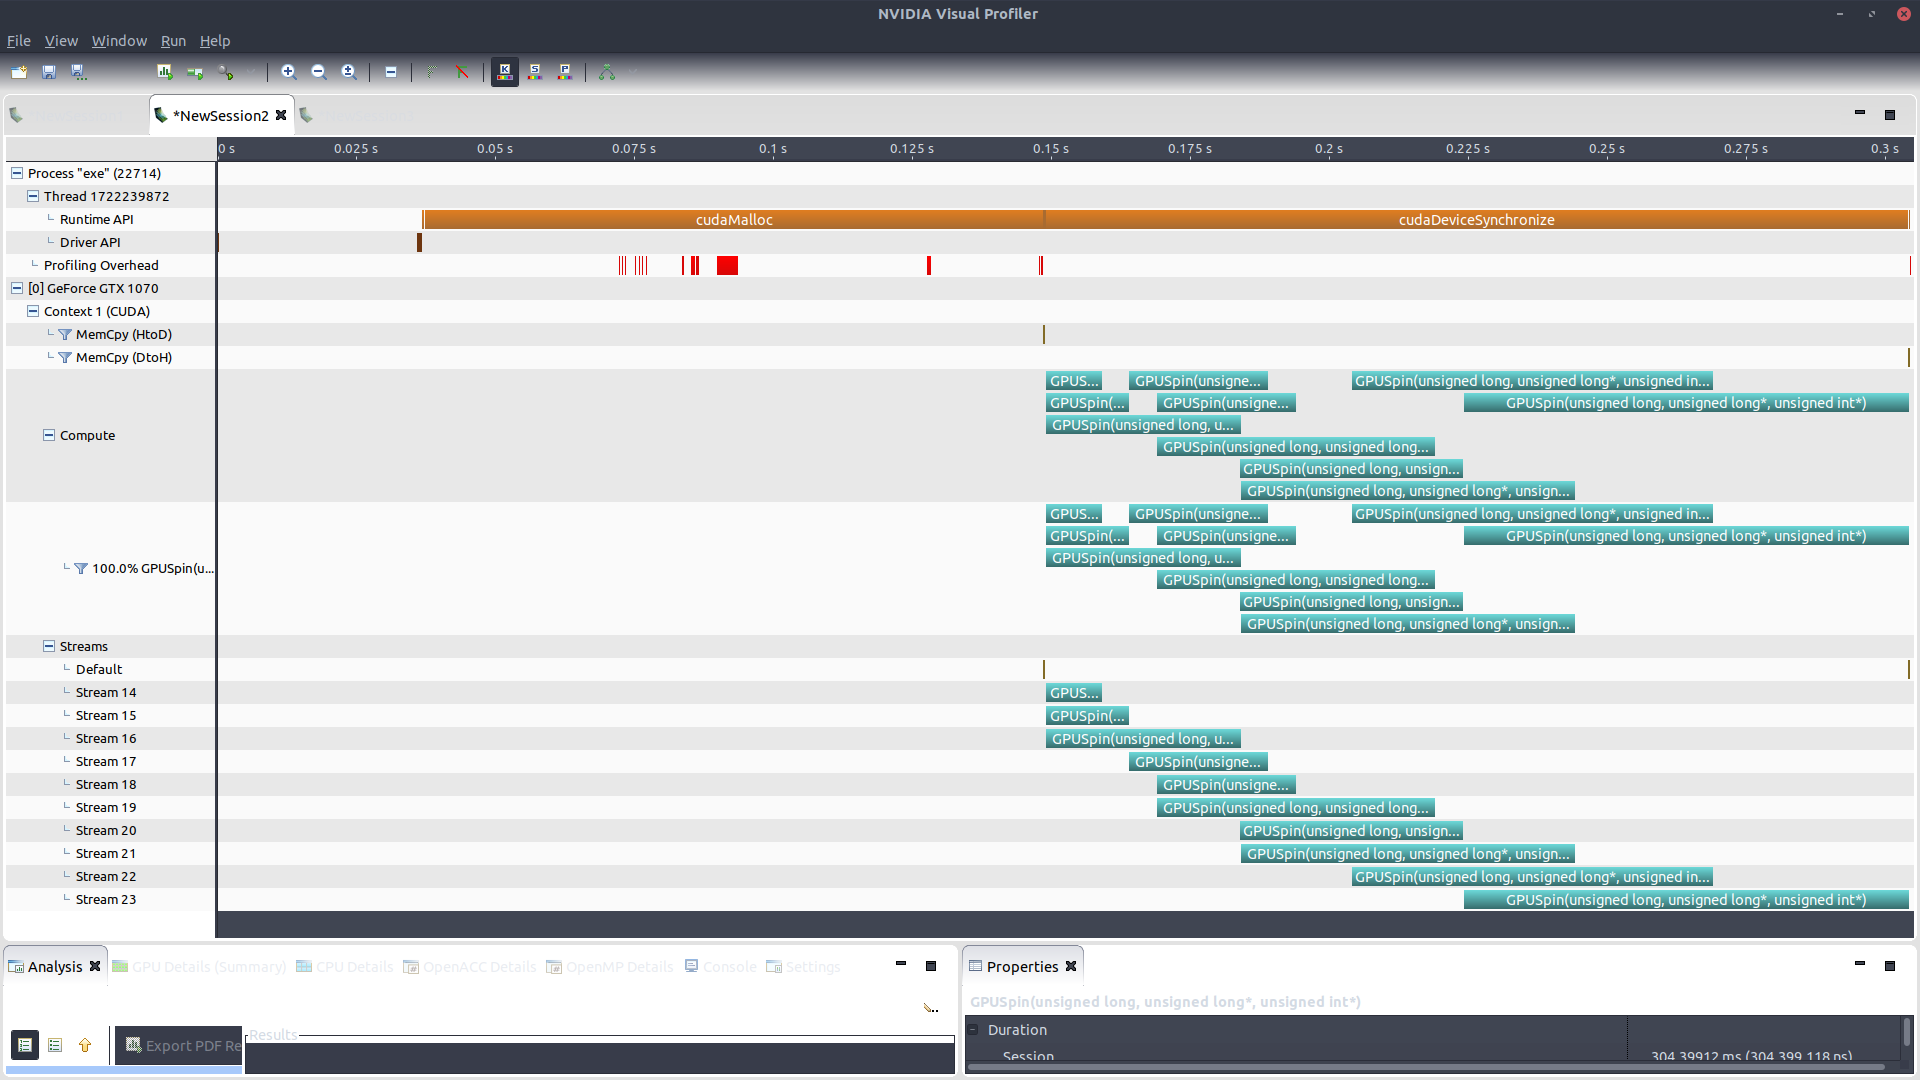 NVIDIA Visual Profiler
File View Window Run Help
*NewSession2
0 s 0.025 s 0.05 s 0.075 s 0.1 s 0.125 s 0.15 s 0.175 s 0.2 s 0.225 s 0.25 s 0.275 s 0.3 s
Process "exe" (22714)
Thread 1722239872
Runtime API cudaMalloc cudaDeviceSynchronize
Driver API
Profiling Overhead
[0] GeForce GTX 1070
Context 1 (CUDA)
MemCpy (HtoD)
MemCpy (DtoH)
GPUS... GPUSpin(unsigne... GPUSpin(unsigned long, unsigned long*, unsigned in...
GPUSpin(... GPUSpin(unsigne... GPUSpin(unsigned long, unsigned long*, unsigned int*)
GPUSpin(unsigned long, u...
Compute
GPUSpin(unsigned long, unsigned long...
GPUSpin(unsigned long, unsign...
GPUSpin(unsigned long, unsigned long*, unsign...
GPUS... GPUSpin(unsigne... GPUSpin(unsigned long, unsigned long*, unsigned in...
GPUSpin(... GPUSpin(unsigne... GPUSpin(unsigned long, unsigned long*, unsigned int*)
GPUSpin(unsigned long, u...
100.0% GPUSpin(u...
GPUSpin(unsigned long, unsigned long...
GPUSpin(unsigned long, unsign...
GPUSpin(unsigned long, unsigned long*, unsign...
Streams
Default
Stream 14 GPUS...
Stream 15 GPUSpin(...
Stream 16 GPUSpin(unsigned long, u...
Stream 17 GPUSpin(unsigne...
Stream 18 GPUSpin(unsigne...
Stream 19 GPUSpin(unsigned long, unsigned long...
Stream 20 GPUSpin(unsigned long, unsign...
Stream 21 GPUSpin(unsigned long, unsigned long*, unsign...
Stream 22 GPUSpin(unsigned long, unsigned long*, unsigned in...
Stream 23 GPUSpin(unsigned long, unsigned long*, unsigned int*)
Analysis GPU Details (Summary) CPU Details OpenACC Details OpenMP Details Console Settings
Export PDF Re
Results
Properties
GPUSpin(unsigned long, unsigned long*, unsigned int*)
Duration
Session 304.39912 ms (304,399,118 ns)